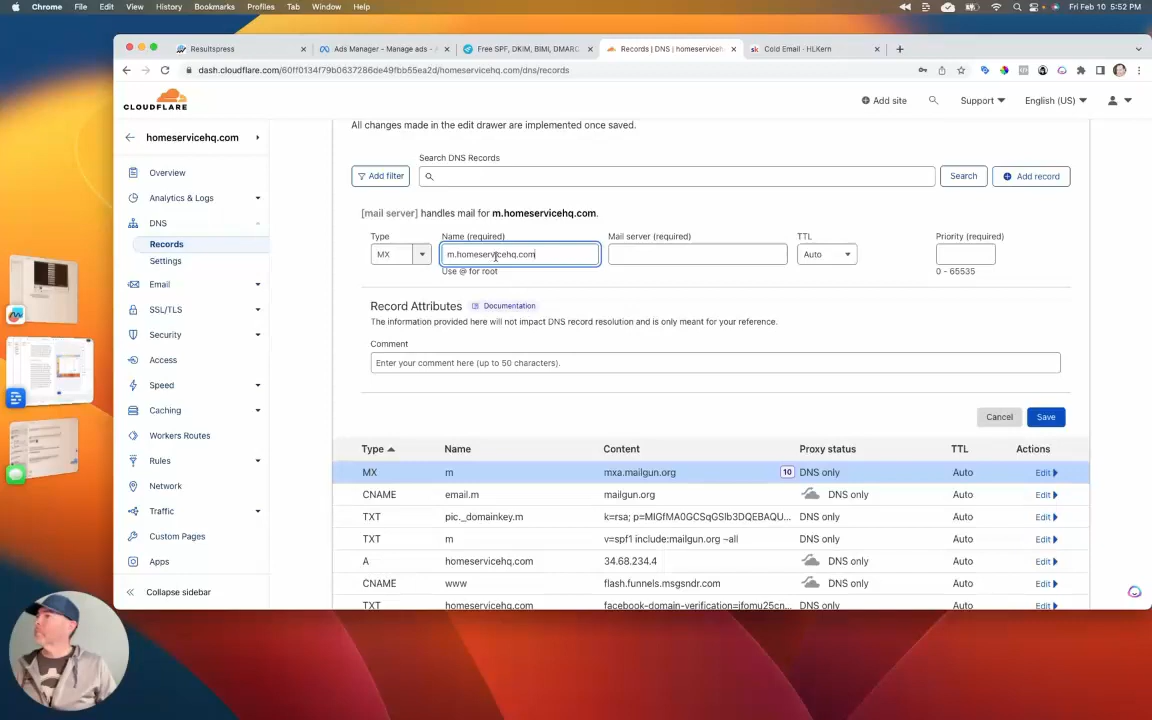 Chrome File Edit View History Bookmarks Profiles Tab Window Help Fri Feb 10 5:52 PM
Resultspress
Ads Manager - Manage ads -
Free SPF, DKIM, BIMI, DMARC
Records | DNS | homeserviceh
Cold Email - HLKern
dash.cloudflare.com/60ff0134f79b0637286de49fbb55ea2d/homeservicehq.com/dns/records
CLOUDFLARE
Add site
Support
English (US)
homeservicehq.com
Overview
Analytics & Logs
DNS
Records
Settings
Email
SSL/TLS
Security
Access
Speed
Caching
Workers Routes
Rules
Network
Traffic
Custom Pages
Apps
Collapse sidebar
All changes made in the edit drawer are implemented once saved.
Search DNS Records
Add filter
Search
Add record
[mail server] handles mail for m.homeservicehq.com.
Type Name (required) Mail server (required) TTL Priority (required)
MX m.homeservicehq.com Auto
Use @ for root 0 - 65535
Record Attributes Documentation
The information provided here will not impact DNS record resolution and is only meant for your reference.
Comment
Enter your comment here (up to 50 characters).
Cancel Save
Type Name Content Proxy status TTL Actions
MX m mxa.mailgun.org 10 DNS only Auto Edit
CNAME email.m mailgun.org DNS only Auto Edit
TXT pic._domainkey.m k=rsa; p=MIGfMA0GCSqGSIb3DQEBAQU... DNS only Auto Edit
TXT m v=spf1 include:mailgun.org ~all DNS only Auto Edit
A homeservicehq.com 34.68.234.4 DNS only Auto Edit
CNAME www flash.funnels.msgsndr.com DNS only Auto Edit
TXT homeservicehq.com facebook-domain-verification=jfomu25cn... DNS only Auto Edit